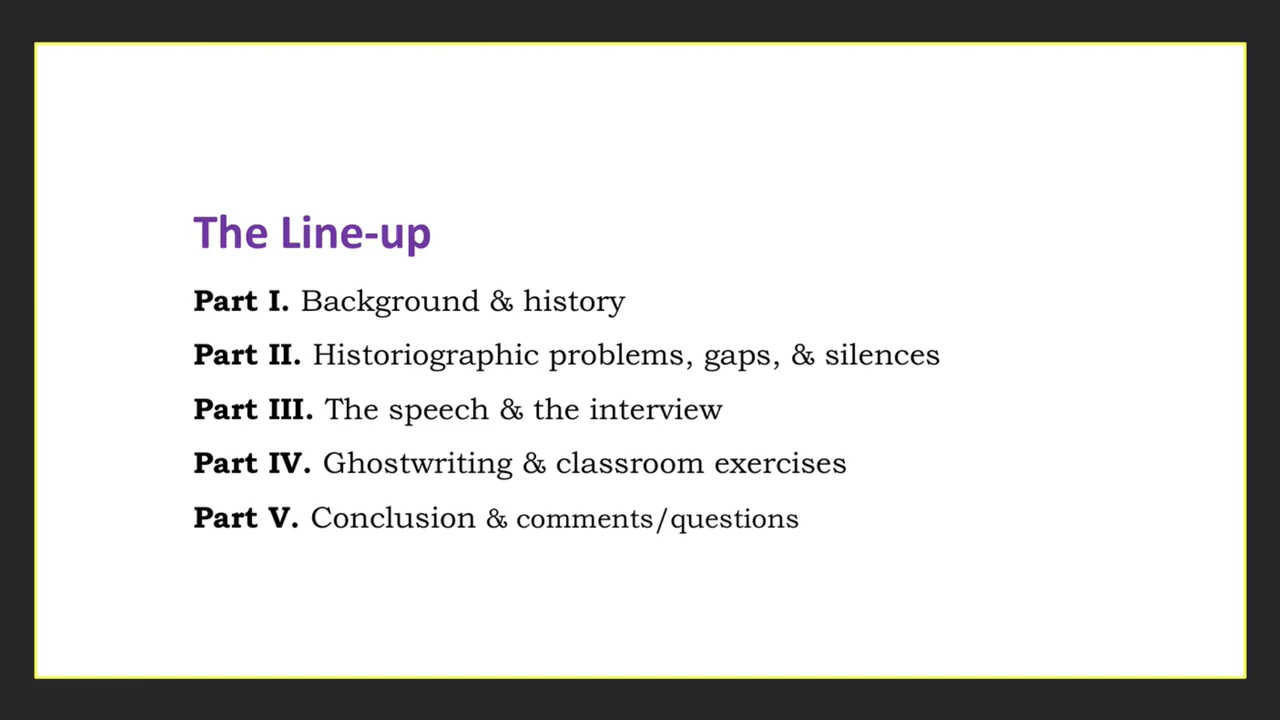 The Line-up
Part I. Background & history
Part II. Historiographic problems, gaps, & silences
Part III. The speech & the interview
Part IV. Ghostwriting & classroom exercises
Part V. Conclusion & comments/questions